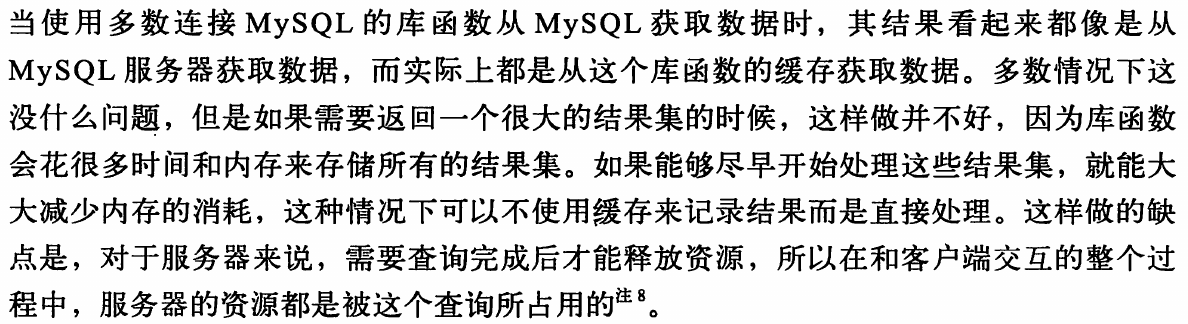 当使用多数连接 MySQL 的库函数从 MySQL 获取数据时，其结果看起来都像是从
MySQL 服务器获取数据，而实际上都是从这个库函数的缓存获取数据。多数情况下这
没什么问题，但是如果需要返回一个很大的结果集的时候，这样做并不好，因为库函数
会花很多时间和内存来存储所有的结果集。如果能够尽早开始处理这些结果集，就能大
大减少内存的消耗，这种情况下可以不使用缓存来记录结果而是直接处理。这样做的缺
点是，对于服务器来说，需要查询完成后才能释放资源，所以在和客户端交互的整个过
程中，服务器的资源都是被这个查询所占用的注8。